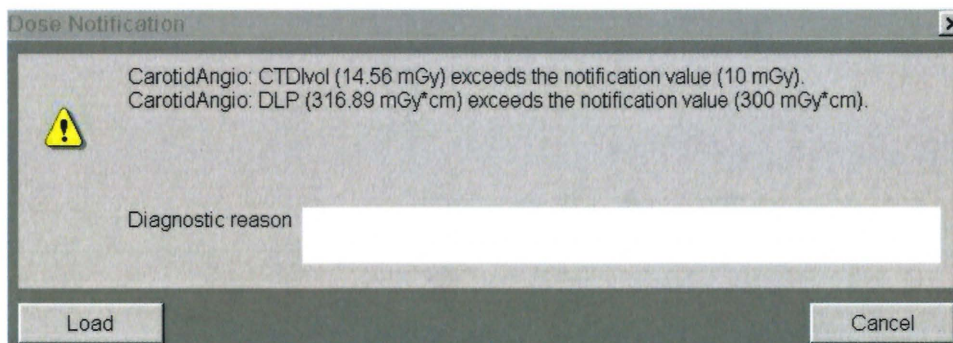 Dose Notification
CarotidAngio: CTDIvol (14.56 mGy) exceeds the notification value (10 mGy).
CarotidAngio: DLP (316.89 mGy*cm) exceeds the notification value (300 mGy*cm).
Diagnostic reason
Load
Cancel